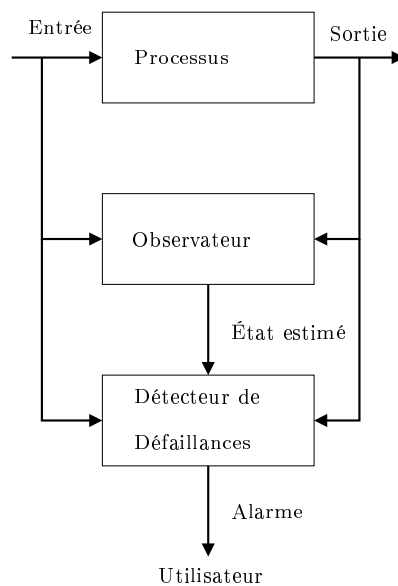 Entrée
Sortie
Processus
Observateur
État estimé
Détecteur de
Défaillances
Alarme
Utilisateur